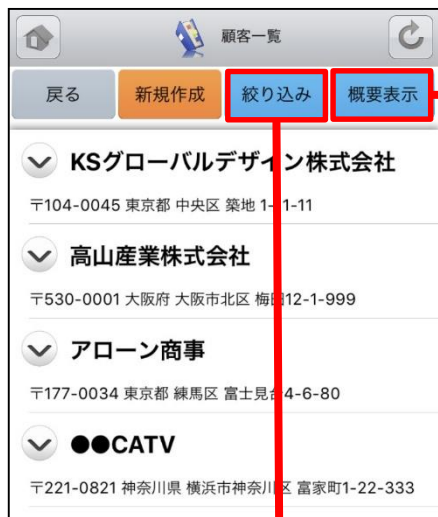 顧客一覧
戻る 新規作成 絞り込み 概要表示
KSグローバルデザイン株式会社
〒104-0045 東京都 中央区 築地 1-1-11
高山産業株式会社
〒530-0001 大阪府 大阪市北区 梅田12-1-999
アローン商事
〒177-0034 東京都 練馬区 富士見台4-6-80
●●CATV
〒221-0821 神奈川県 横浜市神奈川区 富家町1-22-333